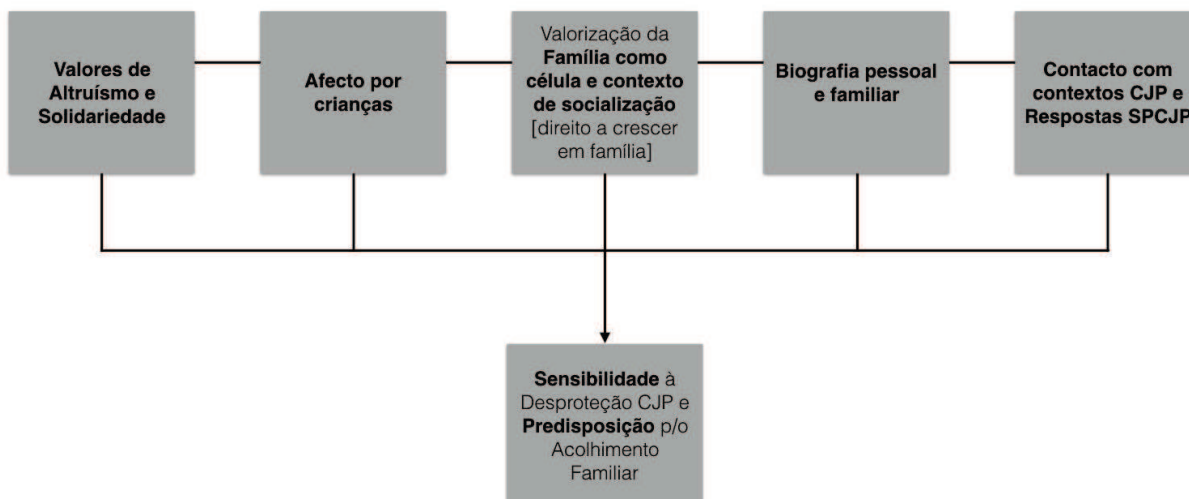 Valores de
Altruísmo e
Solidariedade
Afecto por
crianças
Valorização da
Família como
célula e contexto
de socialização
[direito a crescer
em família]
Biografia pessoal
e familiar
Contacto com
contextos CJP e
Respostas SPCJP
Sensibilidade à
Desproteção CJP e
Predisposição p/o
Acolhimento
Familiar